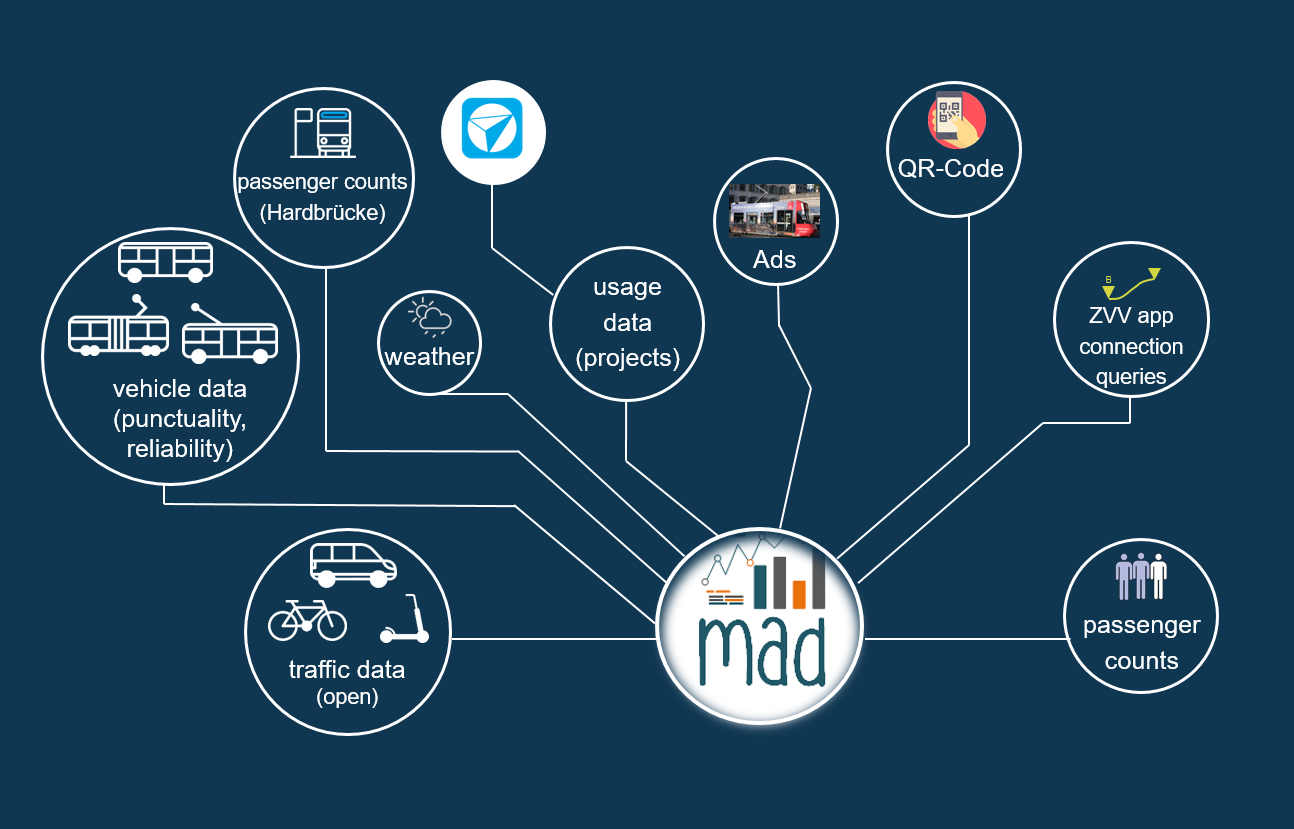 passenger counts
(Hardbrücke)
QR-Code
Ads
usage
data
(projects)
weather
B
ZVV app
connection
queries
vehicle data
(punctuality,
reliability)
traffic data
(open)
mad
passenger
counts